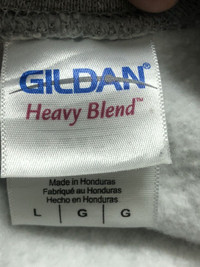 GILDAN®
Heavy Blend™
Made in Honduras
Fabriqué au Honduras
Hecho en Honduras
L | G | G